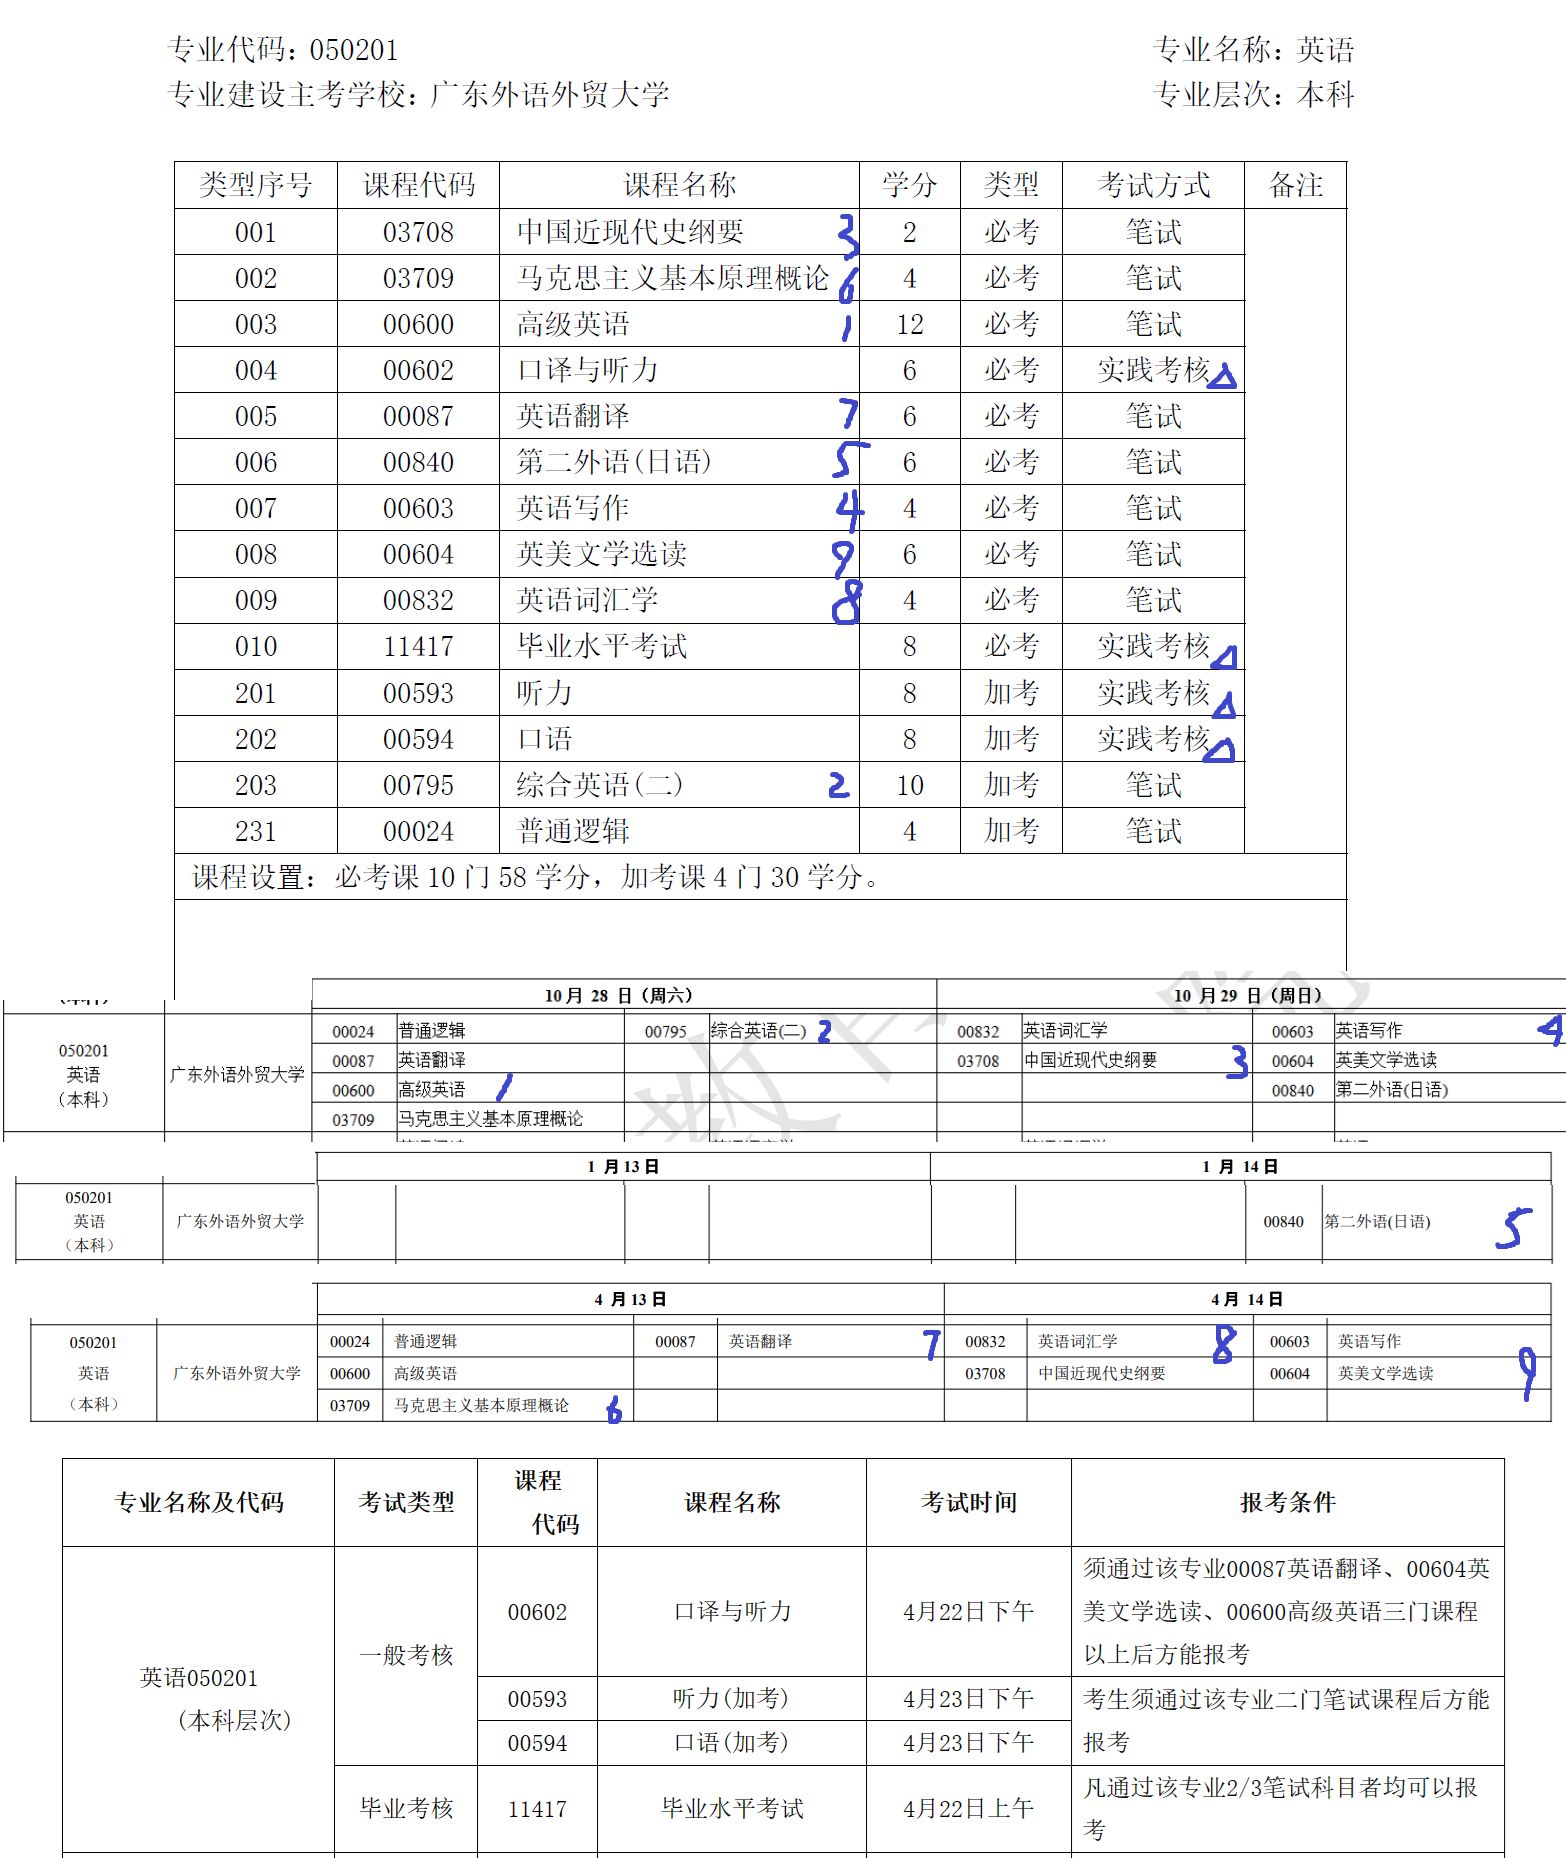 专业代码：050201 专业名称：英语
专业建设主考学校：广东外语外贸大学 专业层次：本科
类型序号 课程代码 课程名称 学分 类型 考试方式 备注
001 03708 中国近现代史纲要 3 2 必考 笔试
002 03709 马克思主义基本原理概论 6 4 必考 笔试
003 00600 高级英语 1 12 必考 笔试
004 00602 口译与听力 6 必考 实践考核
005 00087 英语翻译 7 6 必考 笔试
006 00840 第二外语(日语) 5 6 必考 笔试
007 00603 英语写作 4 4 必考 笔试
008 00604 英美文学选读 9 6 必考 笔试
009 00832 英语词汇学 8 4 必考 笔试
010 11417 毕业水平考试 8 必考 实践考核
201 00593 听力 8 加考 实践考核
202 00594 口语 8 加考 实践考核
203 00795 综合英语(二) 2 10 加考 笔试
231 00024 普通逻辑 4 加考 笔试
课程设置：必考课 10 门 58 学分，加考课 4 门 30 学分。
10 月 28 日（周六） 10 月 29 日（周日）
050201 英语 （本科） 广东外语外贸大学
00024 普通逻辑 00795 综合英语(二) 2 00832 英语词汇学 00603 英语写作 4
00087 英语翻译 03708 中国近现代史纲要 3 00604 英美文学选读
00600 高级英语 1 00840 第二外语(日语)
03709 马克思主义基本原理概论
1 月 13 日 1 月 14 日
050201 英语 （本科） 广东外语外贸大学 00840 第二外语(日语) 5
4 月 13 日 4 月 14 日
050201 英语 （本科） 广东外语外贸大学
00024 普通逻辑 00087 英语翻译 7 00832 英语词汇学 8 00603 英语写作
00600 高级英语 03708 中国近现代史纲要 00604 英美文学选读 9
03709 马克思主义基本原理概论 6
专业名称及代码 考试类型 课程代码 课程名称 考试时间 报考条件
英语050201
(本科层次)
一般考核
00602 口译与听力 4月22日下午
须通过该专业00087英语翻译、00604英
美文学选读、00600高级英语三门课程
以上后方能报考
00593 听力(加考) 4月23日下午
00594 口语(加考) 4月23日下午
考生须通过该专业二门笔试课程后方能
报考
毕业考核 11417 毕业水平考试 4月22日上午
凡通过该专业2/3笔试科目者均可以报
考